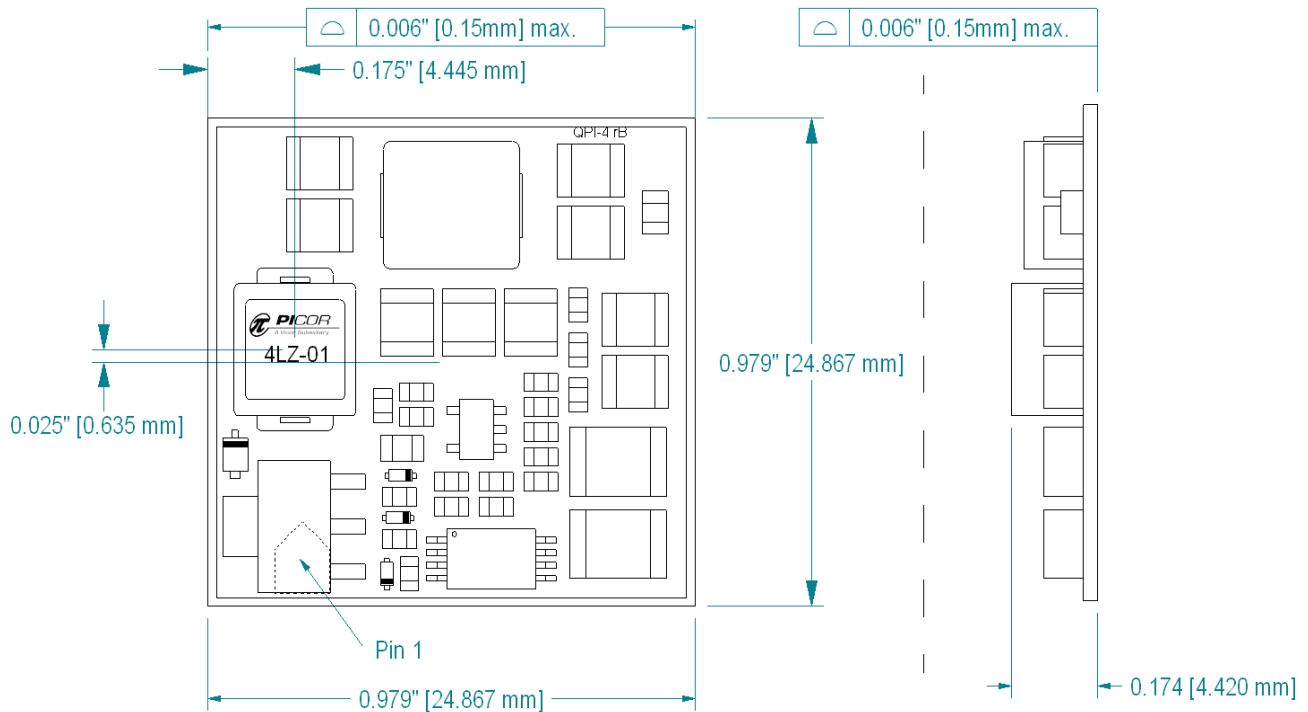 0.006" [0.15mm] max.
0.006" [0.15mm] max.
0.175" [4.445 mm]
QPI-4 rB
π PICOR
A Vicor Subsidiary
4LZ-01
0.979" [24.867 mm]
0.025" [0.635 mm]
Pin 1
0.979" [24.867 mm]
0.174 [4.420 mm]